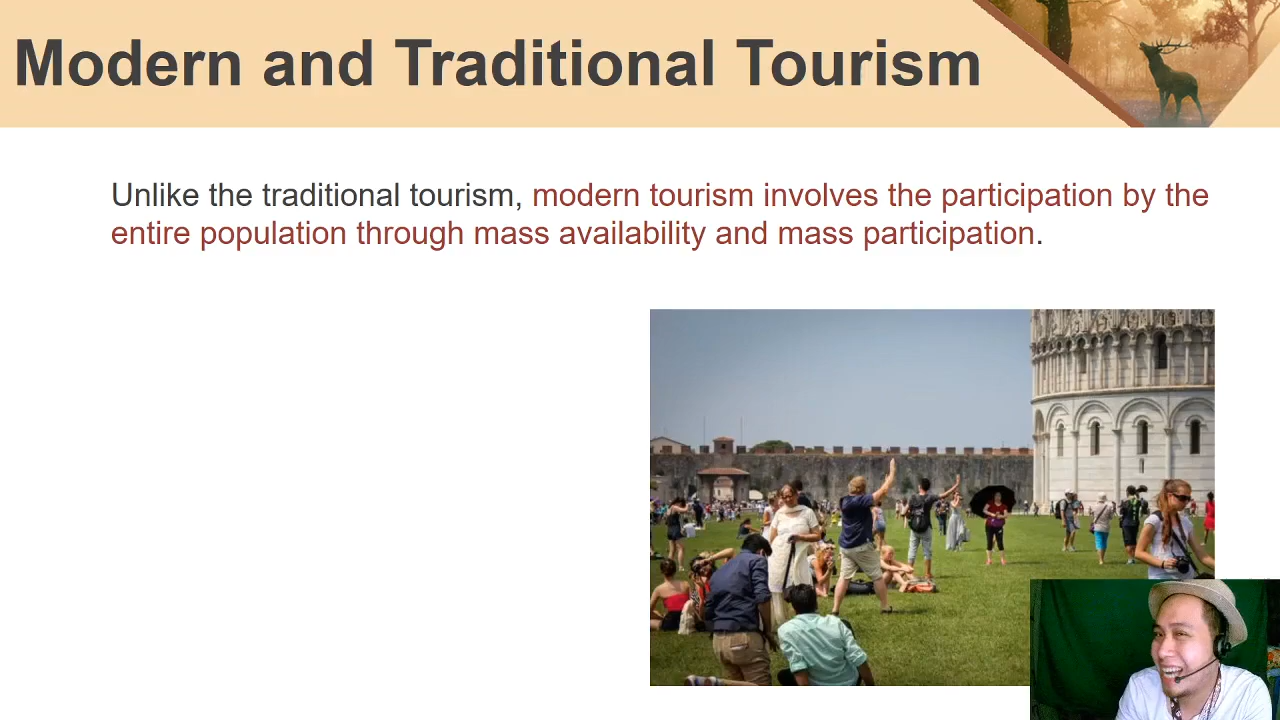 Modern and Traditional Tourism
Unlike the traditional tourism, modern tourism involves the participation by the
entire population through mass availability and mass participation.